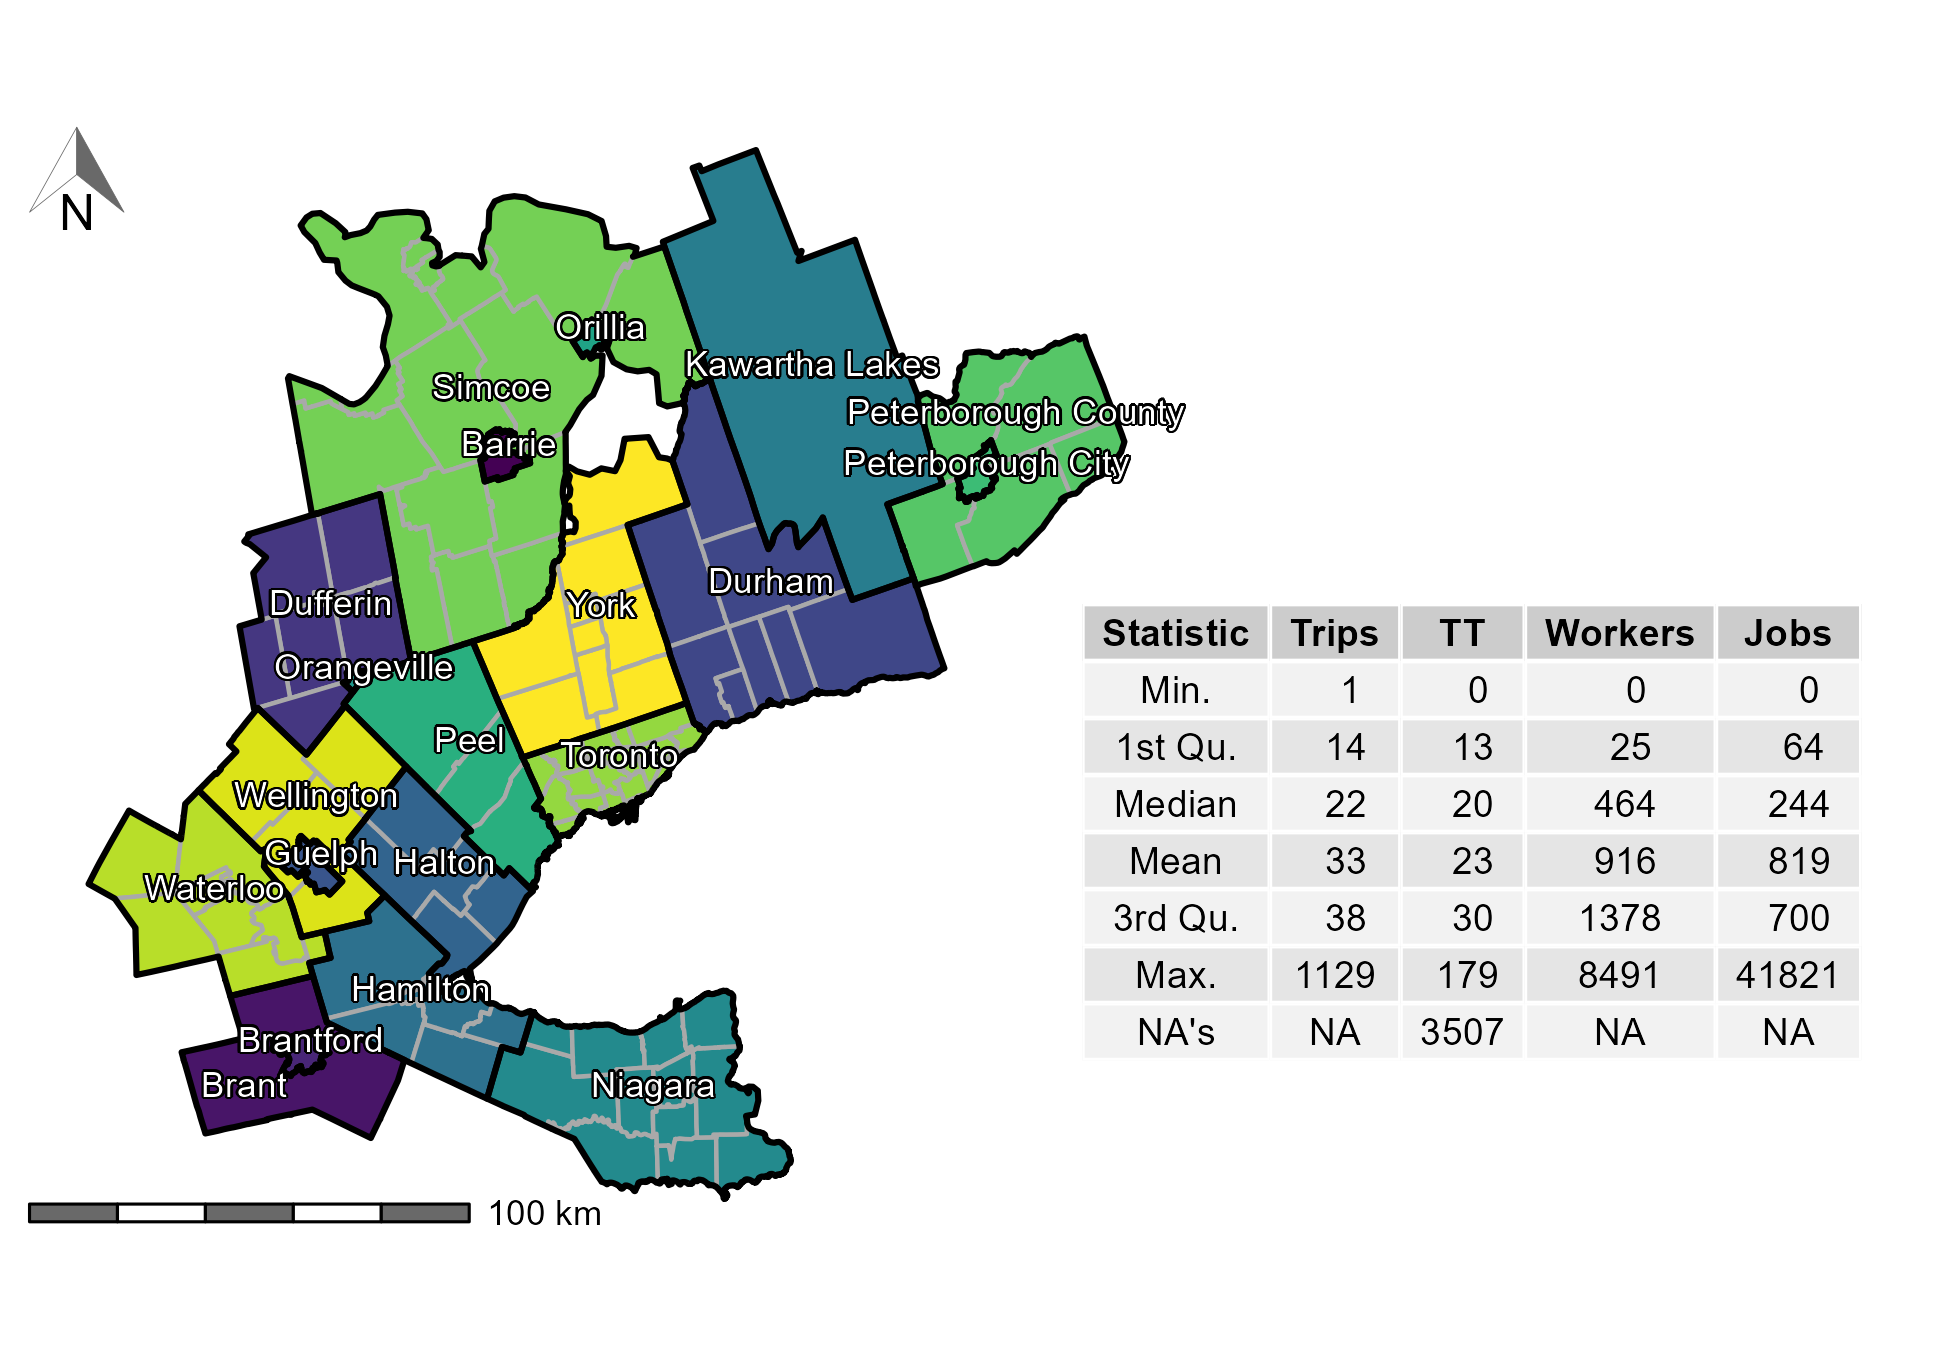 N
Orillia
Kawartha Lakes
Simcoe
Peterborough County
Barrie
Peterborough City
Durham
Dufferin
York
Orangeville
Peel
Toronto
Wellington
Guelph
Halton
Waterloo
Hamilton
Brantford
Brant
Niagara
100 km
Statistic Trips TT Workers Jobs
Min. 1 0 0 0
1st Qu. 14 13 25 64
Median 22 20 464 244
Mean 33 23 916 819
3rd Qu. 38 30 1378 700
Max. 1129 179 8491 41821
NA's NA 3507 NA NA